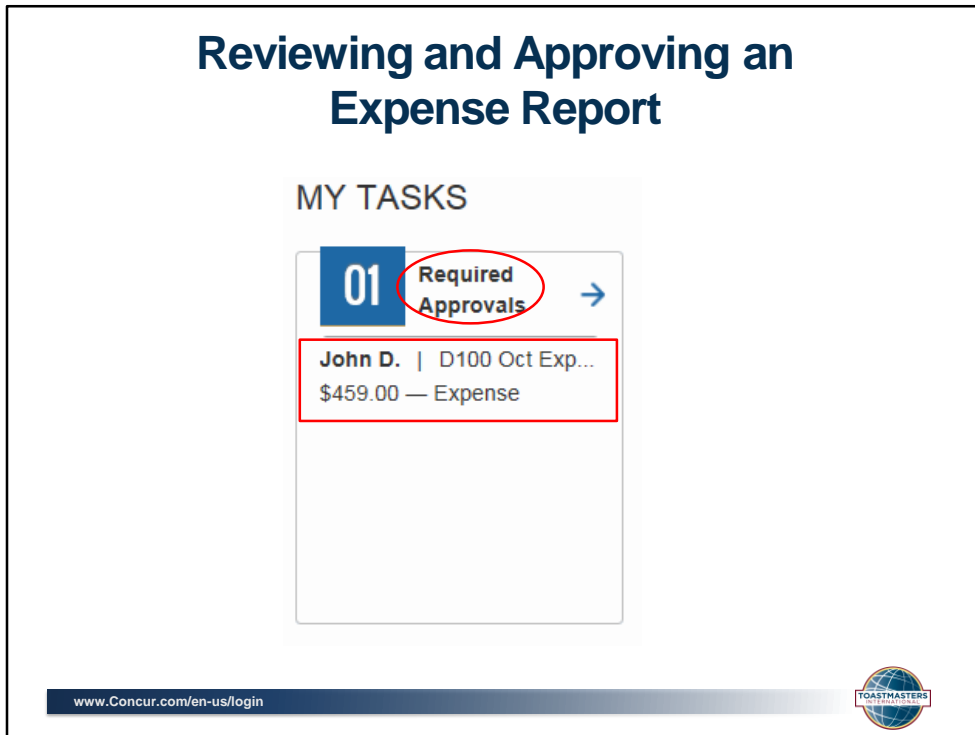 Reviewing and Approving an
Expense Report
MY TASKS
01
Required
Approvals
John D. | D100 Oct Exp...
$459.00 — Expense
www.Concur.com/en-us/login
TOASTMASTERS
INTERNATIONAL